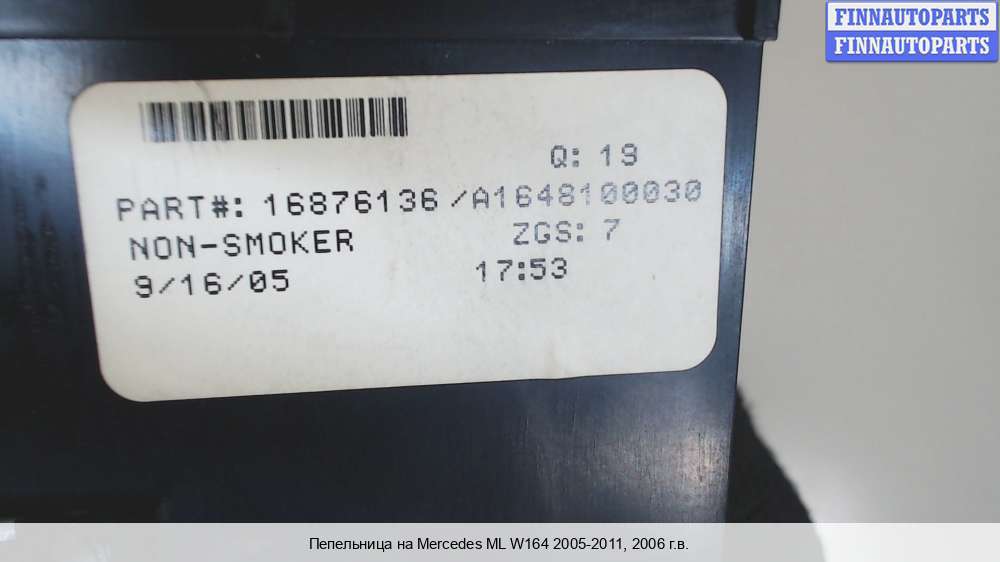 FINNAUTOPARTS
FINNAUTOPARTS
Q: 19
PART#: 16876136/A1648100030
NON-SMOKER ZGS: 7
9/16/05 17:53
Пепельница на Mercedes ML W164 2005-2011, 2006 г.в.